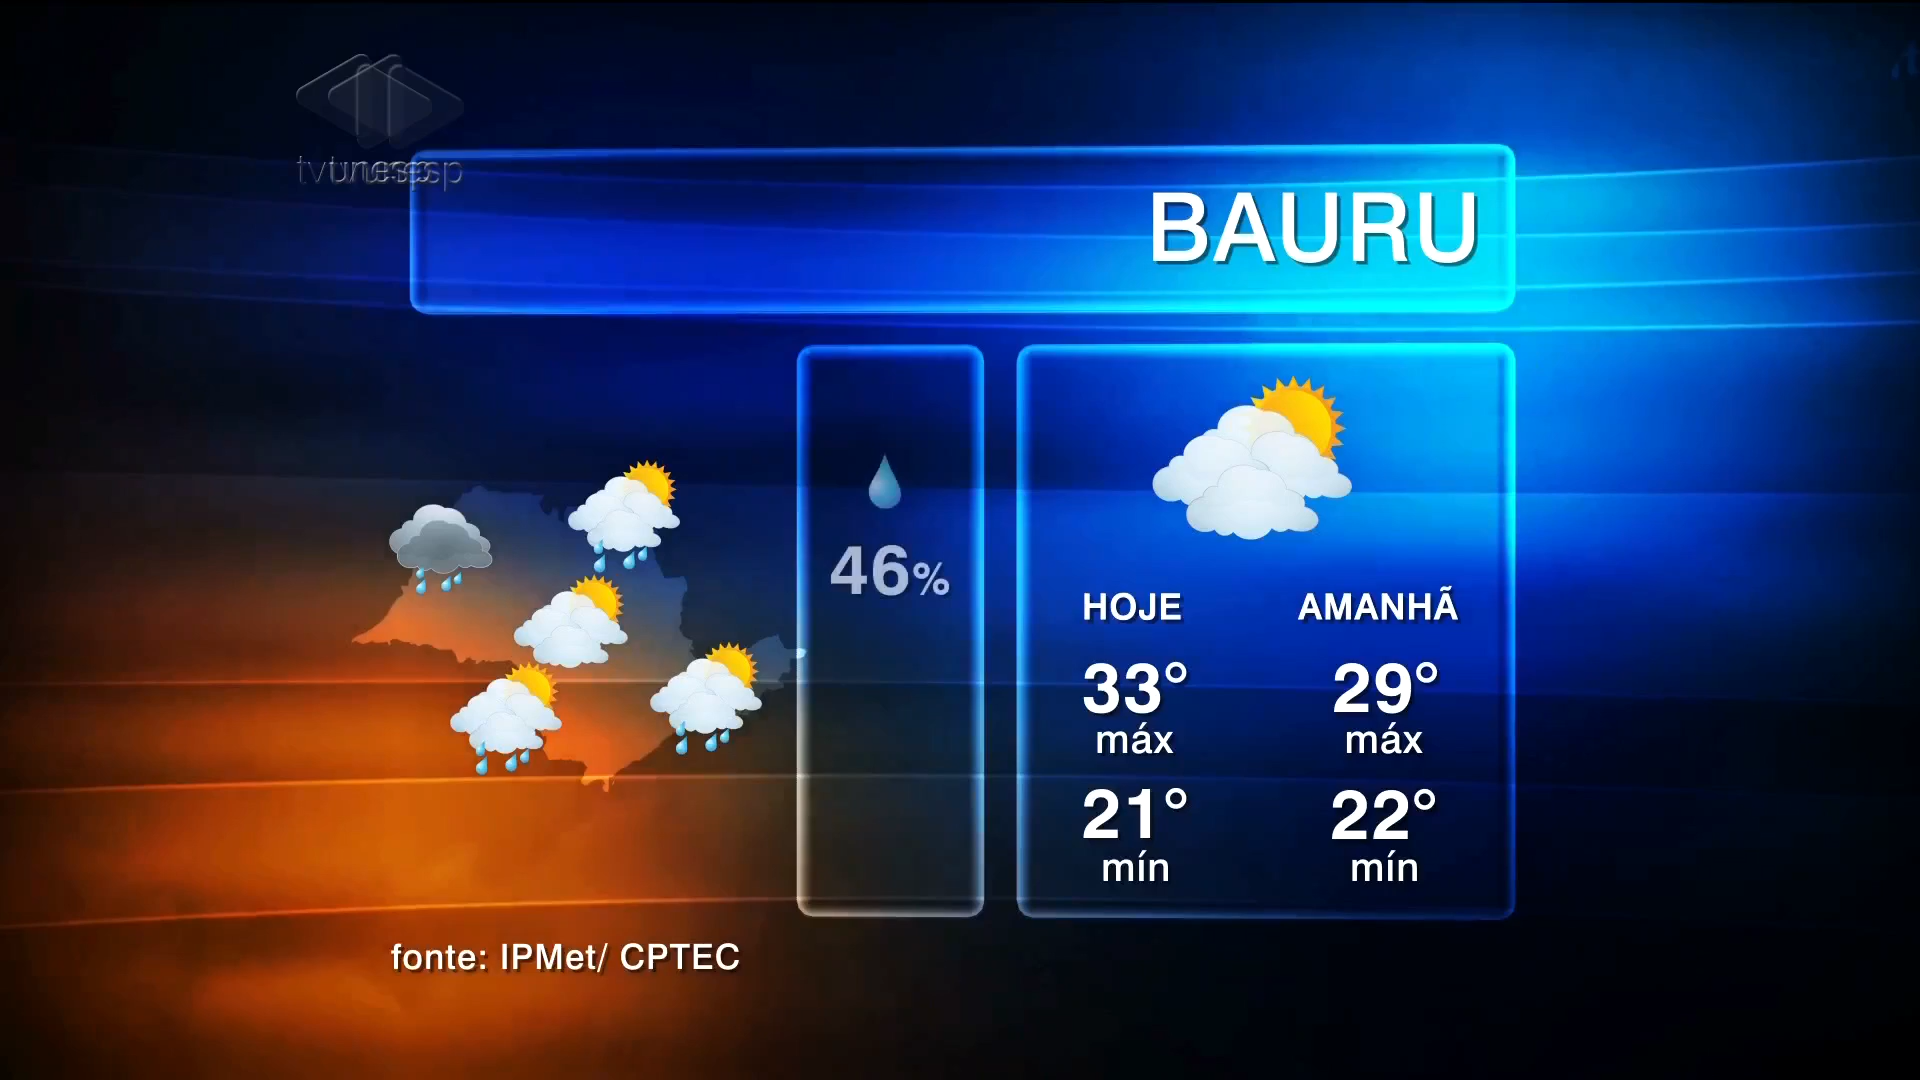 tvunesp
BAURU
46%
HOJE AMANHÃ
33° 29°
máx máx
21° 22°
mín mín
fonte: IPMet/ CPTEC